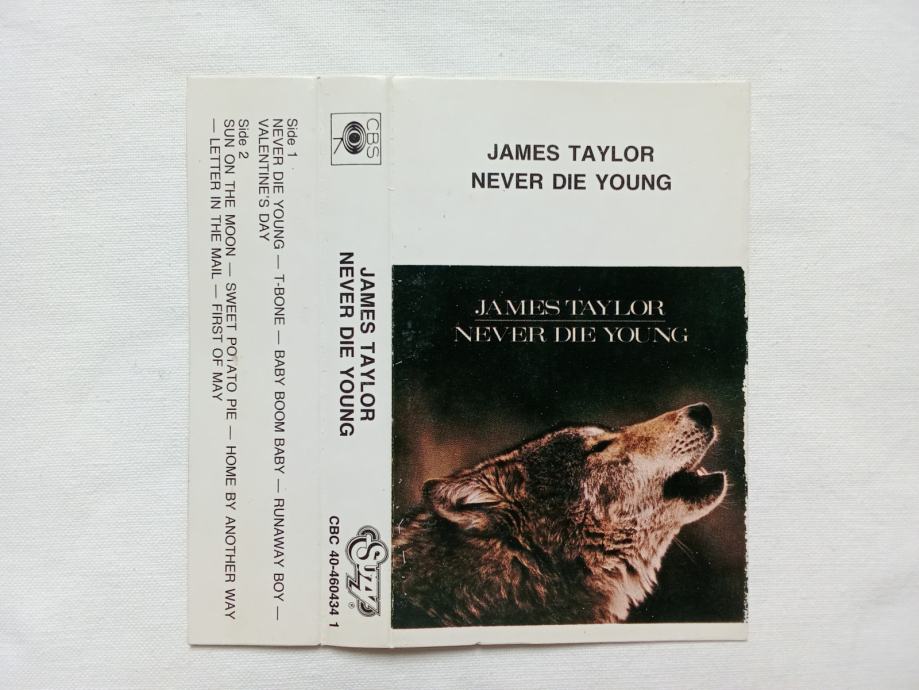 JAMES TAYLOR
NEVER DIE YOUNG
JAMES TAYLOR
NEVER DIE YOUNG
CBS
JAMES TAYLOR
NEVER DIE YOUNG
SUZY
®
CBC 40-460434 1
Side 1
NEVER DIE YOUNG — T-BONE — BABY BOOM BABY — RUNAWAY BOY —
VALENTINE'S DAY
Side 2
SUN ON THE MOON — SWEET POTATO PIE — HOME BY ANOTHER WAY
— LETTER IN THE MAIL — FIRST OF MAY